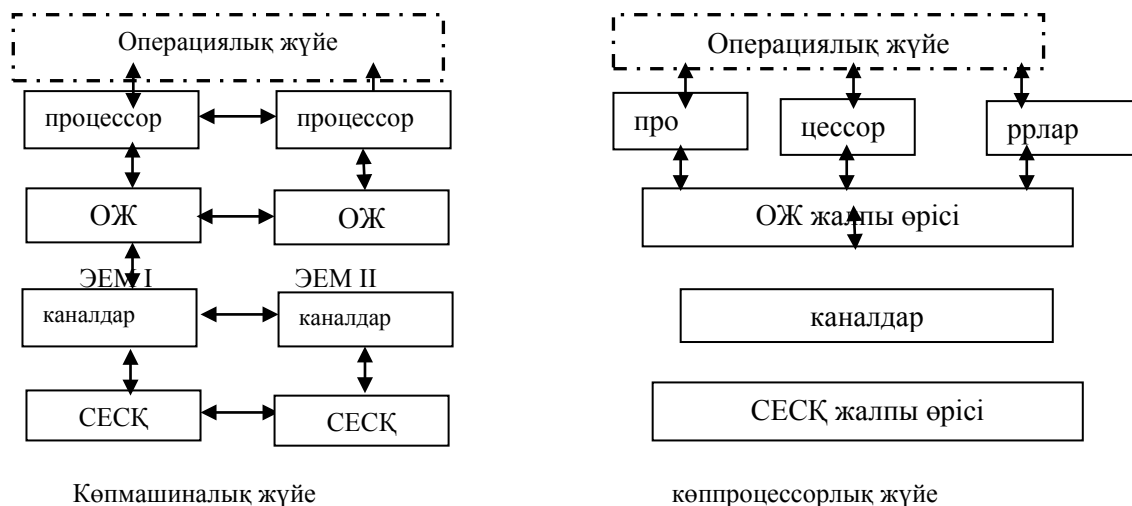 Операциялық жүйе
процессор
процессор
ОЖ
ОЖ
ЭЕМ I
ЭЕМ II
каналдар
каналдар
СЕСҚ
СЕСҚ
Көпмашиналық жүйе
Операциялық жүйе
про
цессор
ррлар
ОЖ жалпы өрісі
каналдар
СЕСҚ жалпы өрісі
көппроцессорлық жүйе